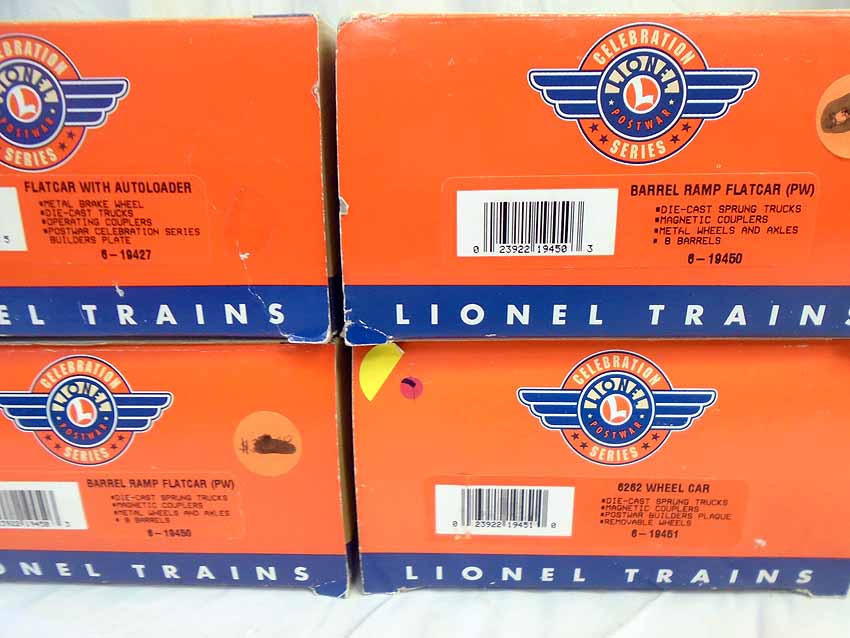 CELEBRATION
LIONEL
L
POSTWAR
SERIES
FLATCAR WITH AUTOLOADER
*METAL BRAKE WHEEL
*DIE-CAST TRUCKS
*OPERATING COUPLERS
*POSTWAR CELEBRATION SERIES
BUILDERS PLATE
6-19427
5
EL TRAINS
CELEBRATION
LIONEL
L
POSTWAR
SERIES
BARREL RAMP FLATCAR (PW)
*DIE-CAST SPRUNG TRUCKS
*MAGNETIC COUPLERS
*METAL WHEELS AND AXLES
* 8 BARRELS
6-19450
0 23922 19450 3
LIONEL TRAINS
CELEBRATION
LIONEL
L
POSTWAR
SERIES
BARREL RAMP FLATCAR (PW)
*DIE-CAST SPRUNG TRUCKS
*MAGNETIC COUPLERS
*METAL WHEELS AND AXLES
* 8 BARRELS
6-19450
23922 19450 3
ONEL TRAINS
CELEBRATION
LIONEL
L
POSTWAR
SERIES
6262 WHEEL CAR
*DIE-CAST SPRUNG TRUCKS
*MAGNETIC COUPLERS
*POSTWAR BUILDERS PLAQUE
*REMOVABLE WHEELS
6-19451
0 23922 19451 0
LIONEL TRAINS